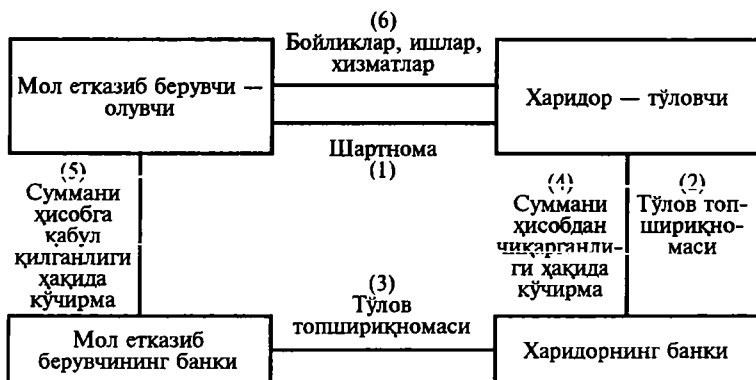 (6)
Бойликлар, ишлар,
хизматлар
Мол етказиб берувчи —
олувчи
Харидор — тўловчи
Шартнома
(1)
(5)
Суммани
ҳисобга
қабул
қилганлиги
ҳақида
кўчирма
(4)
Суммани
ҳисобдан
чиқарганли-
ги ҳақида
кўчирма
(2)
Тўлов топ-
шириқно-
маси
(3)
Тўлов
топшириқномаси
Мол етказиб
берувчининг банки
Харидорнинг банки